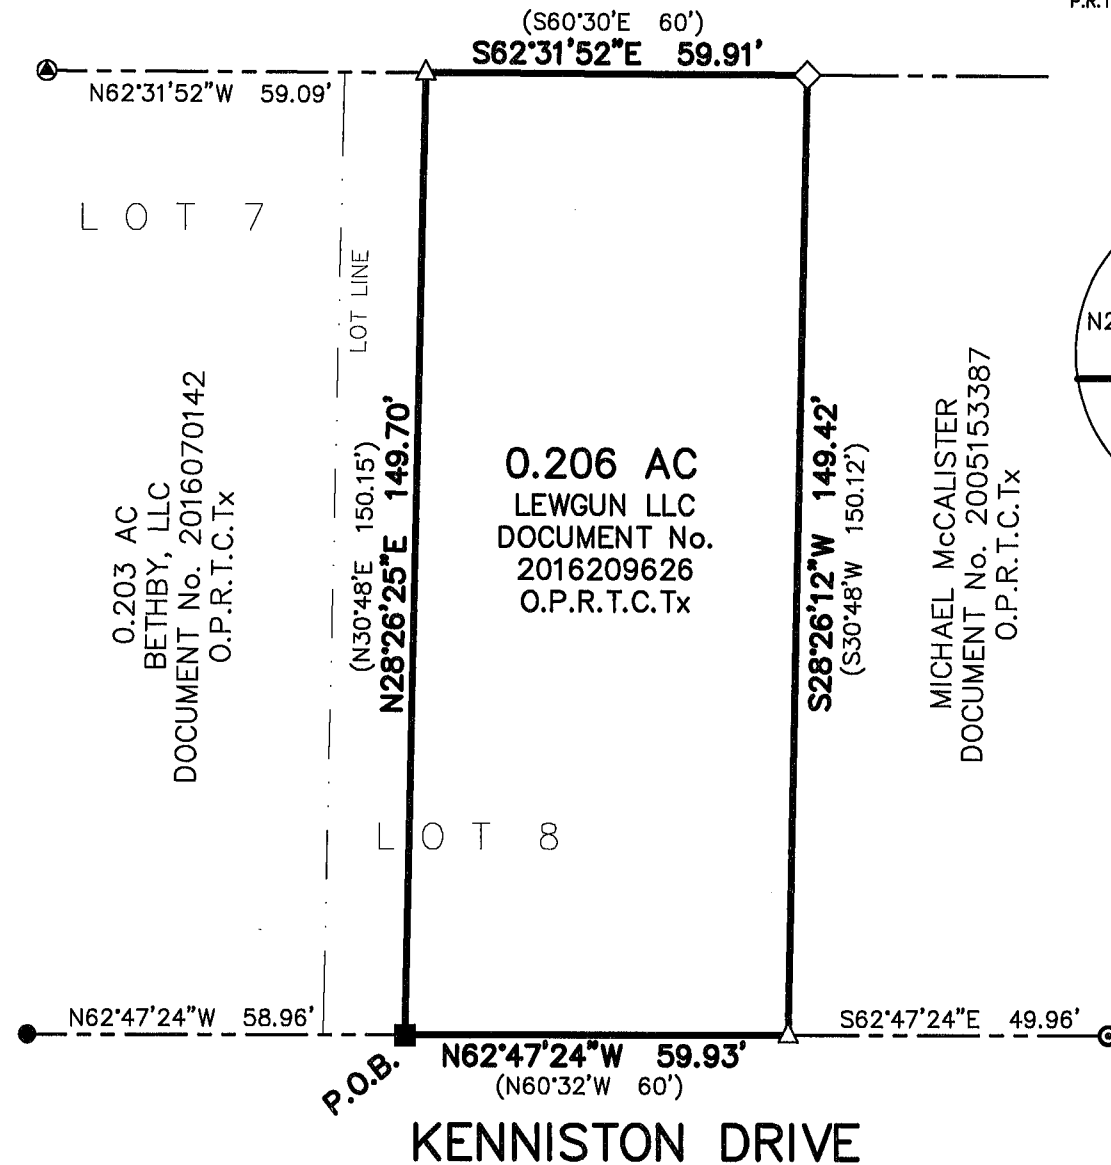 P.R.T
(S60°30'E 60')
S62°31'52"E 59.91'
N62°31'52"W 59.09'
LOT 7
LOT LINE
N2
0.203 AC
BETHBY, LLC
DOCUMENT No. 2016070142
O.P.R.T.C.Tx
(N30°48'E 150.15')
N28°26'25"E 149.70'
0.206 AC
LEWGUN LLC
DOCUMENT No.
2016209626
O.P.R.T.C.Tx
S28°26'12"W 149.42'
(S30°48'W 150.12')
MICHAEL McCALISTER
DOCUMENT No. 2005153387
O.P.R.T.C.Tx
LOT 8
N62°47'24"W 58.96'
S62°47'24"E 49.96'
P.O.B.
N62°47'24"W 59.93'
(N60°32'W 60')
KENNISTON DRIVE